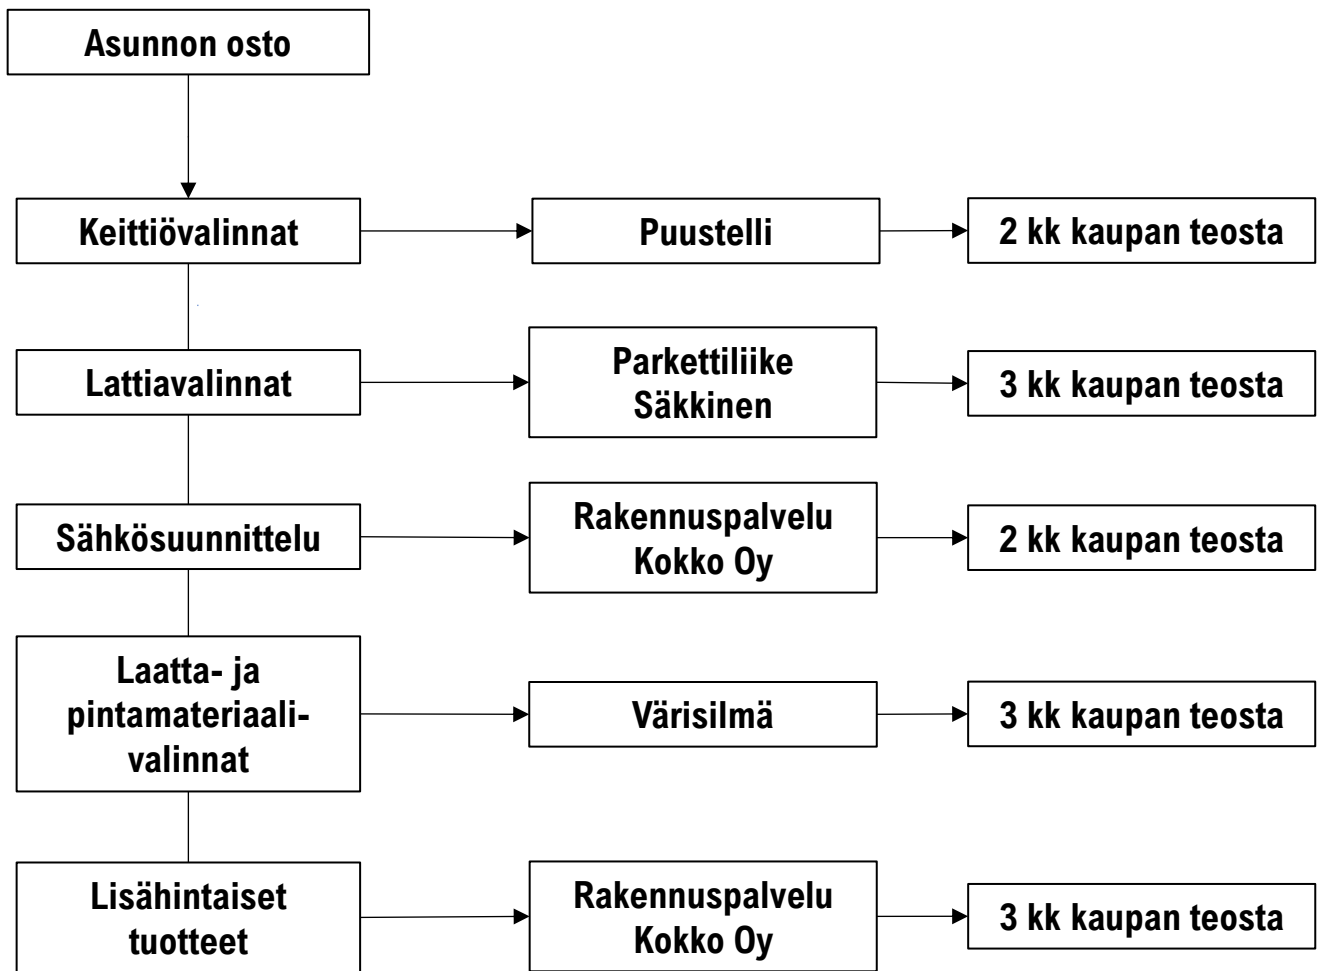 Asunnon osto
Keittiövalinnat
Puustelli
2 kk kaupan teosta
Lattiavalinnat
Parkettiliike
Säkkinen
3 kk kaupan teosta
Sähkösuunnittelu
Rakennuspalvelu
Kokko Oy
2 kk kaupan teosta
Laatta- ja
pintamateriaali-
valinnat
Värisilmä
3 kk kaupan teosta
Lisähintaiset
tuotteet
Rakennuspalvelu
Kokko Oy
3 kk kaupan teosta